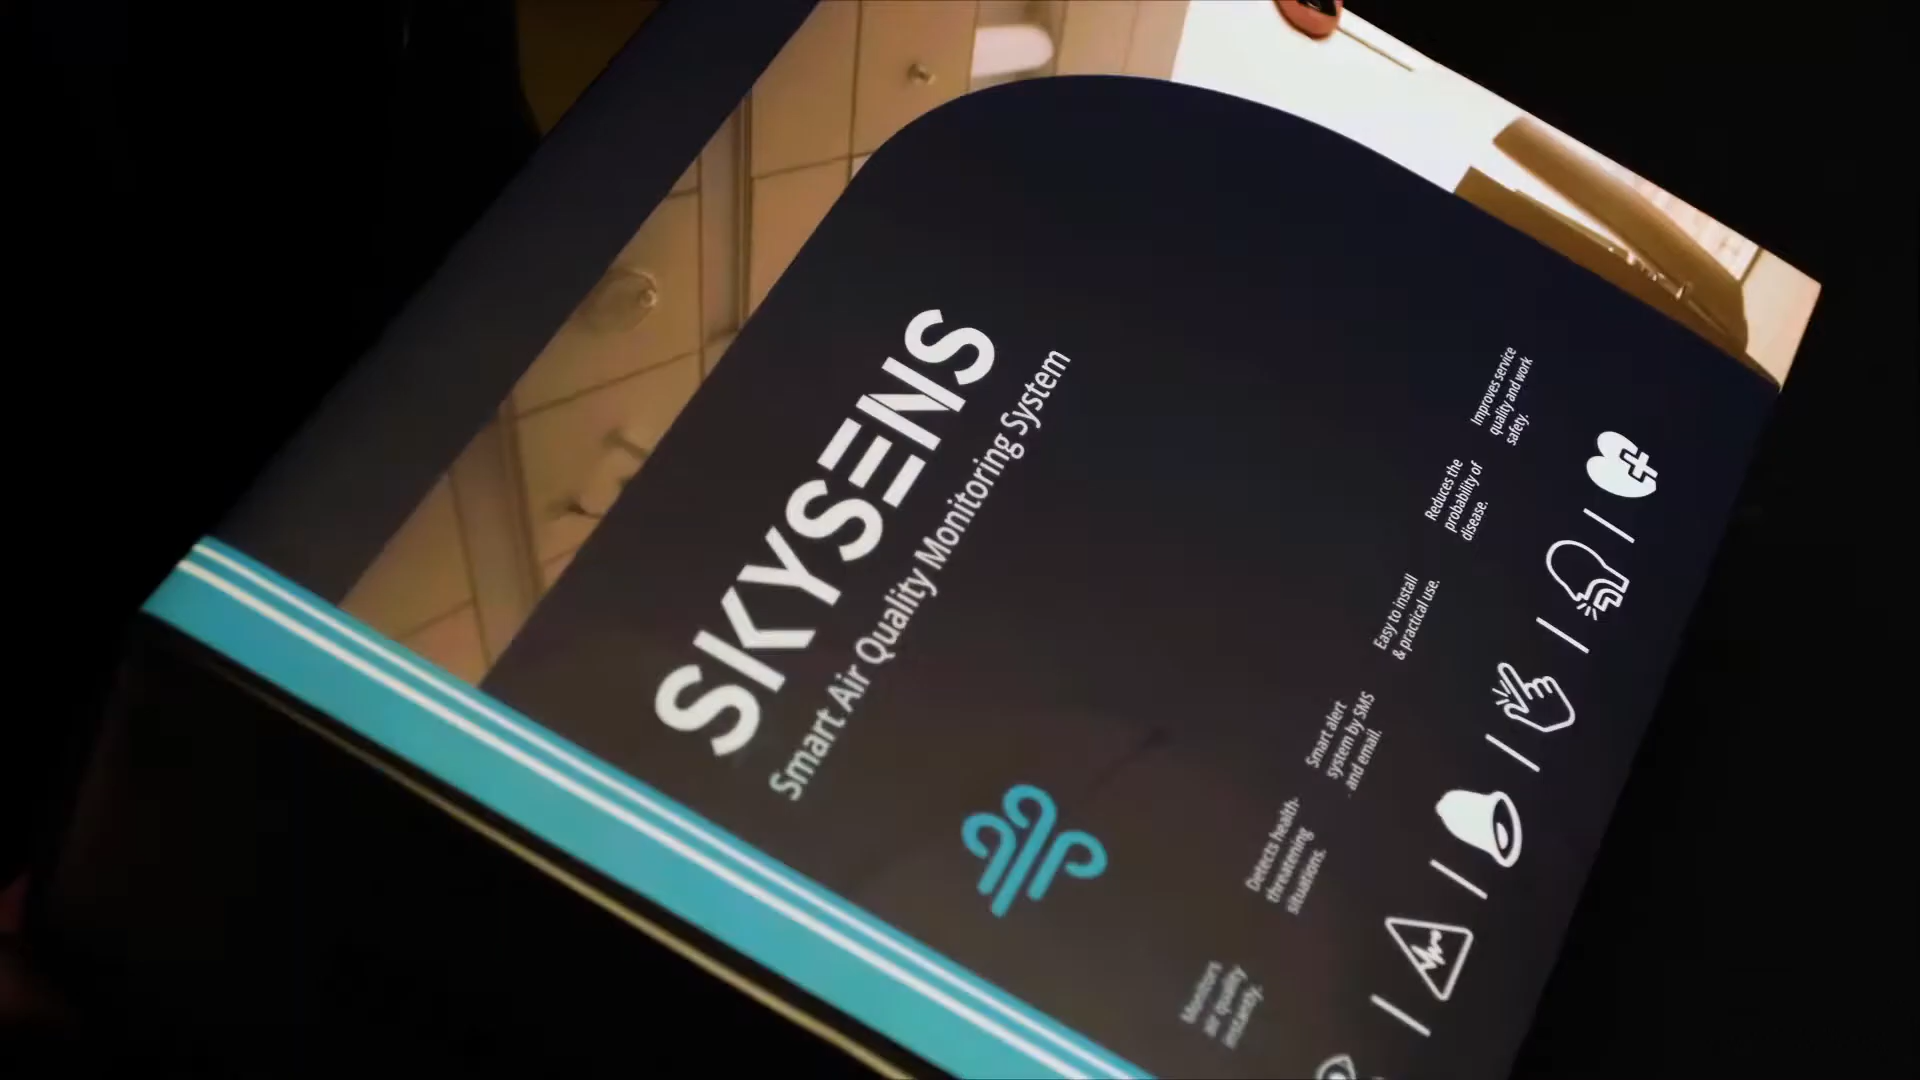 SKYSENS
Smart Air Quality Monitoring System
Monitors
air quality
instantly.
Detects health-
threatening
situations.
Smart alert
system by SMS
and email.
Easy to install
& practical use.
Reduces the
probability of
disease.
Improves service
quality and work
safety.